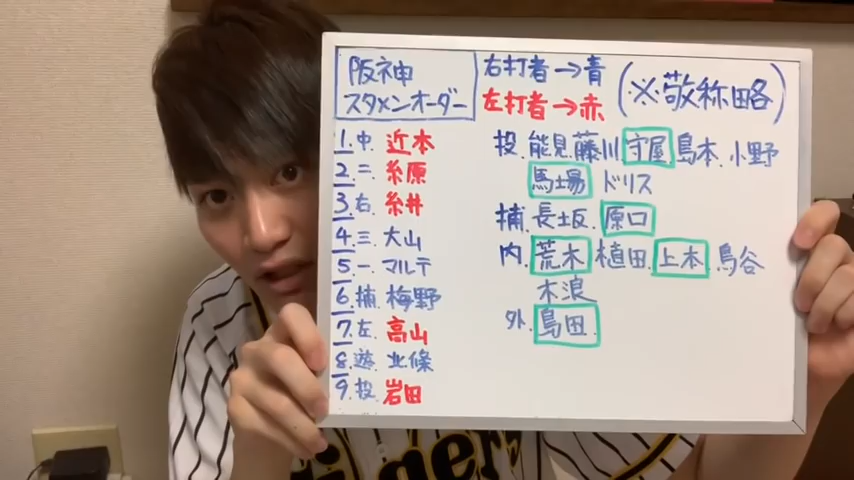 阪神
スタメンオーダー
右打者→青
左打者→赤
(※敬称略)
1.中 近本
2.二 糸原
3.右 糸井
4.三 大山
5.一 マルテ
6.捕 梅野
7.左 高山
8.遊 北條
9.投 岩田
投.能見.藤川 守屋 島本.小野
馬場 ドリス
捕.長坂.原口
内.荒木 植田.上本.鳥谷
木浪
外.島田
Tigers